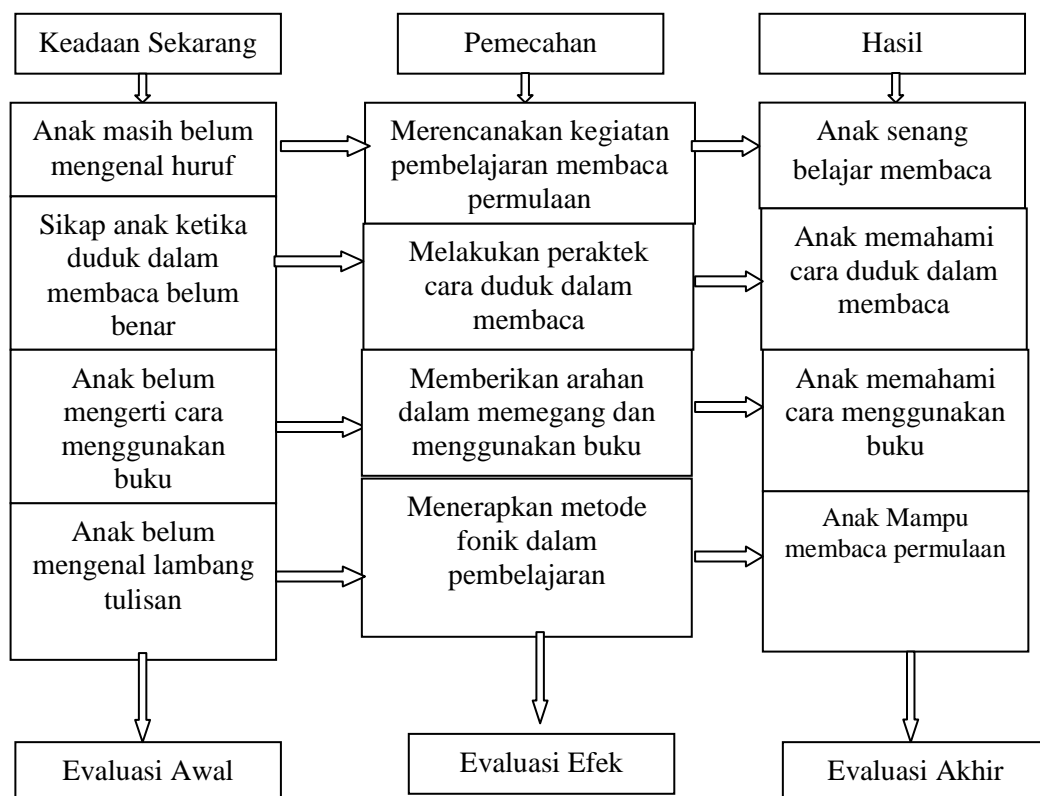 Keadaan Sekarang
Pemecahan
Hasil
Anak masih belum
mengenal huruf
Merencanakan kegiatan
pembelajaran membaca
permulaan
Anak senang
belajar membaca
Sikap anak ketika
duduk dalam
membaca belum
benar
Melakukan peraktek
cara duduk dalam
membaca
Anak memahami
cara duduk dalam
membaca
Anak belum
mengerti cara
menggunakan
buku
Memberikan arahan
dalam memegang dan
menggunakan buku
Anak memahami
cara menggunakan
buku
Anak belum
mengenal lambang
tulisan
Menerapkan metode
fonik dalam
pembelajaran
Anak Mampu
membaca permulaan
Evaluasi Awal
Evaluasi Efek
Evaluasi Akhir